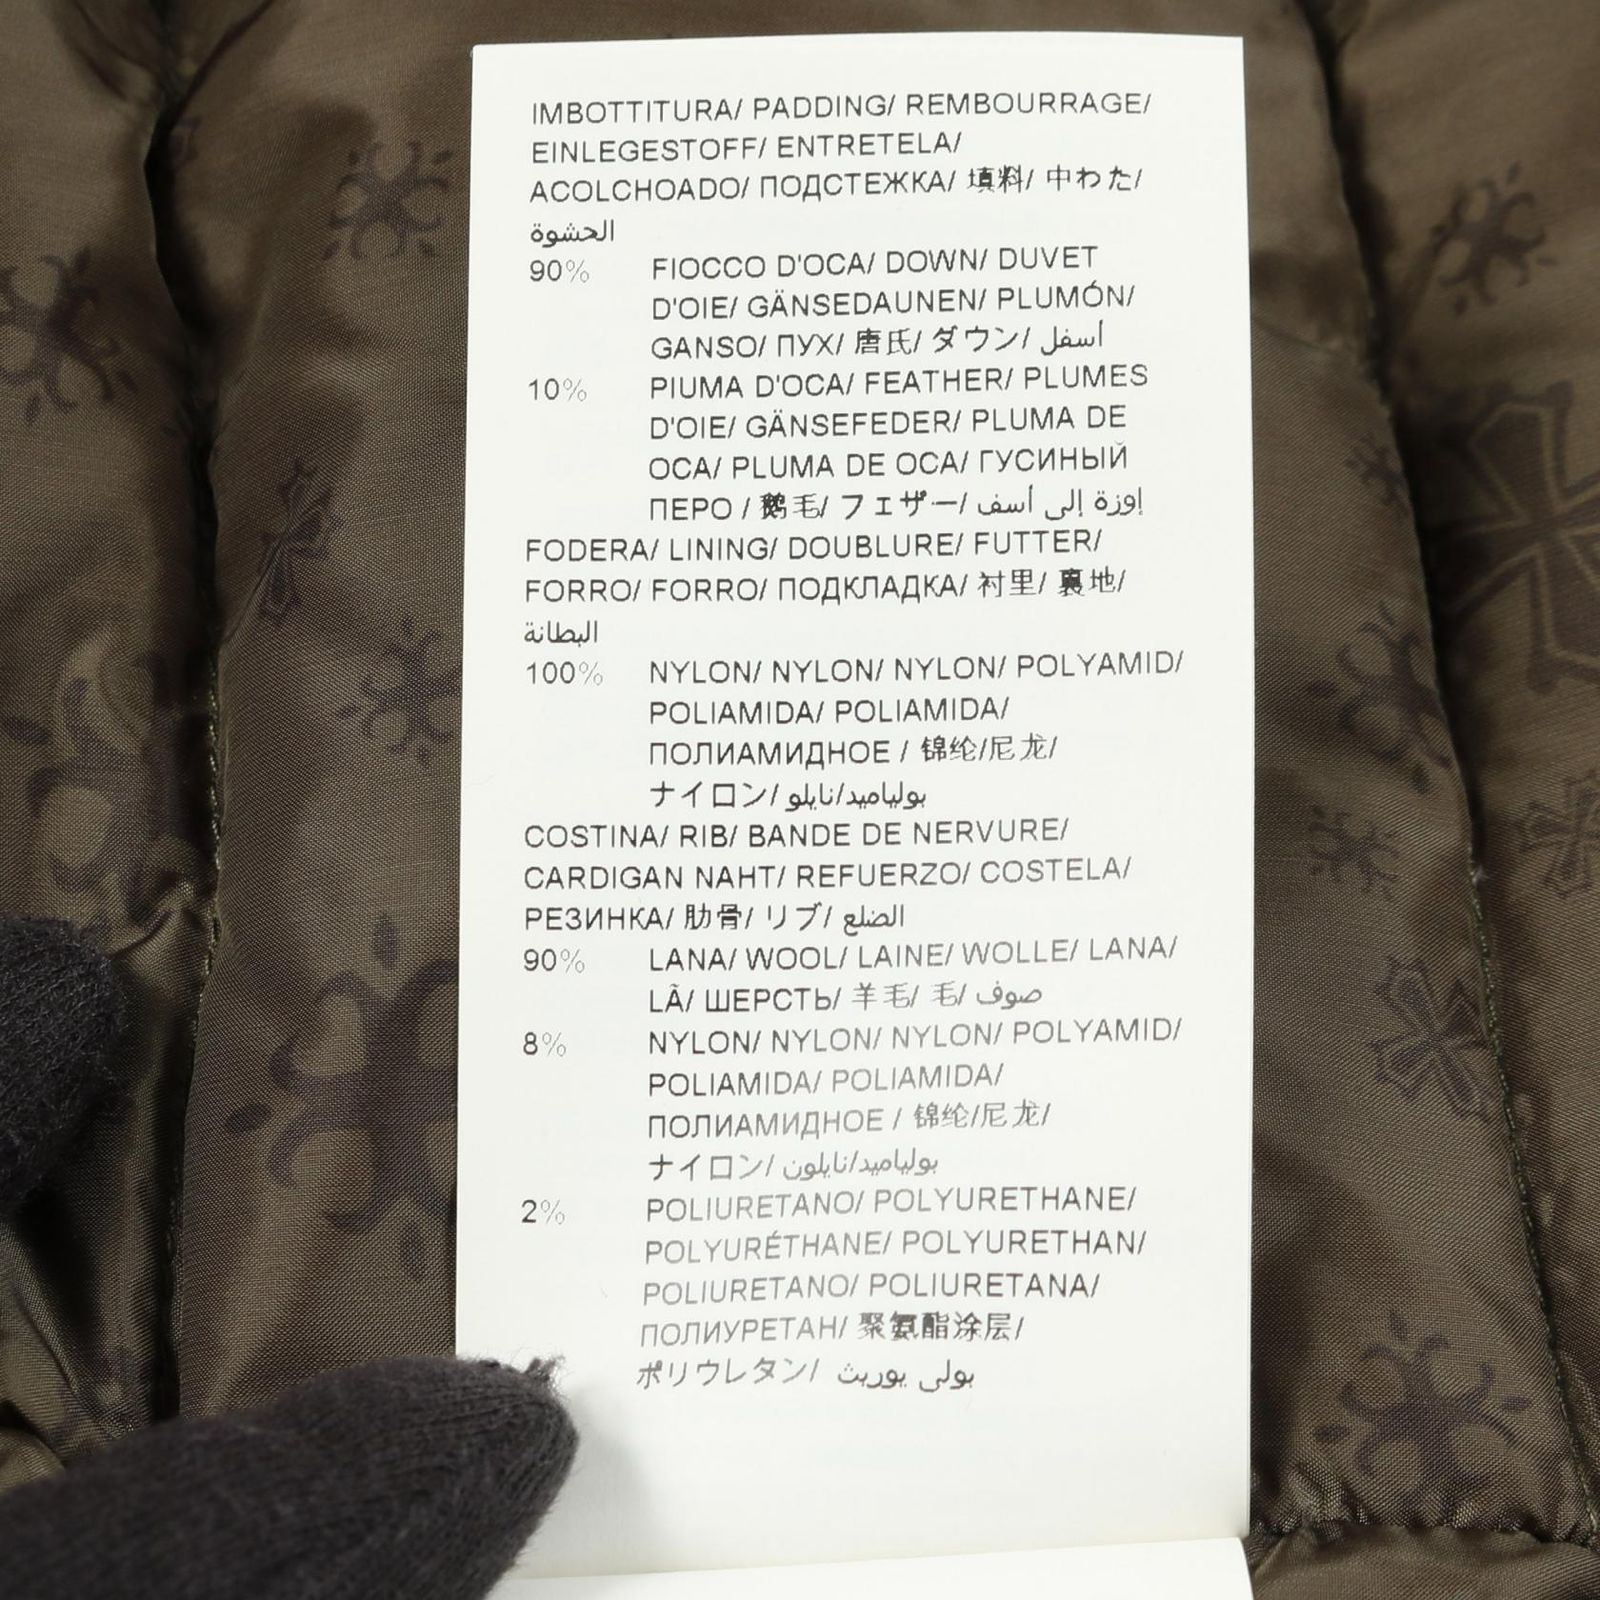 IMBOTTITURA/ PADDING/ REMBOURRAGE/
EINLEGESTOFF/ ENTRETELA/
ACOLCHOADO/ ПОДСТЕЖКА/ 填料/ 中わた/
الحشوة
90% FIOCCO D'OCA/ DOWN/ DUVET
D'OIE/ GÄNSEDAUNEN/ PLUMÓN/
GANSO/ ПУХ/ 唐氏/ ダウン/ أسفل
10% PIUMA D'OCA/ FEATHER/ PLUMES
D'OIE/ GÄNSEFEDER/ PLUMA DE
OCA/ PLUMA DE OCA/ ГУСИНЫЙ
ПЕРО / 鹅毛/ フェザー/ إوزة إلى أسف
FODERA/ LINING/ DOUBLURE/ FUTTER/
FORRO/ FORRO/ ПОДКЛАДКА/ 衬里/ 裏地/
البطانة
100% NYLON/ NYLON/ NYLON/ POLYAMID/
POLIAMIDA/ POLIAMIDA/
ПОЛИАМИДНОЕ / 锦纶/尼龙/
ナイロン/ بولياميد/نايلو
COSTINA/ RIB/ BANDE DE NERVURE/
CARDIGAN NAHT/ REFUERZO/ COSTELA/
РЕЗИНКА/ 肋骨/ リブ/ الضلع
90% LANA/ WOOL/ LAINE/ WOLLE/ LANA/
LÃ/ ШЕРСТЬ/ 羊毛/ 毛/ صوف
8% NYLON/ NYLON/ NYLON/ POLYAMID/
POLIAMIDA/ POLIAMIDA/
ПОЛИАМИДНОЕ / 锦纶/尼龙/
ナイロン/ بولياميد/نايلون
2% POLIURETANO/ POLYURETHANE/
POLYURÉTHANE/ POLYURETHAN/
POLIURETANO/ POLIURETANA/
ПОЛИУРЕТАН/ 聚氨酯涂层/
ポリウレタン/ بولى يوريث